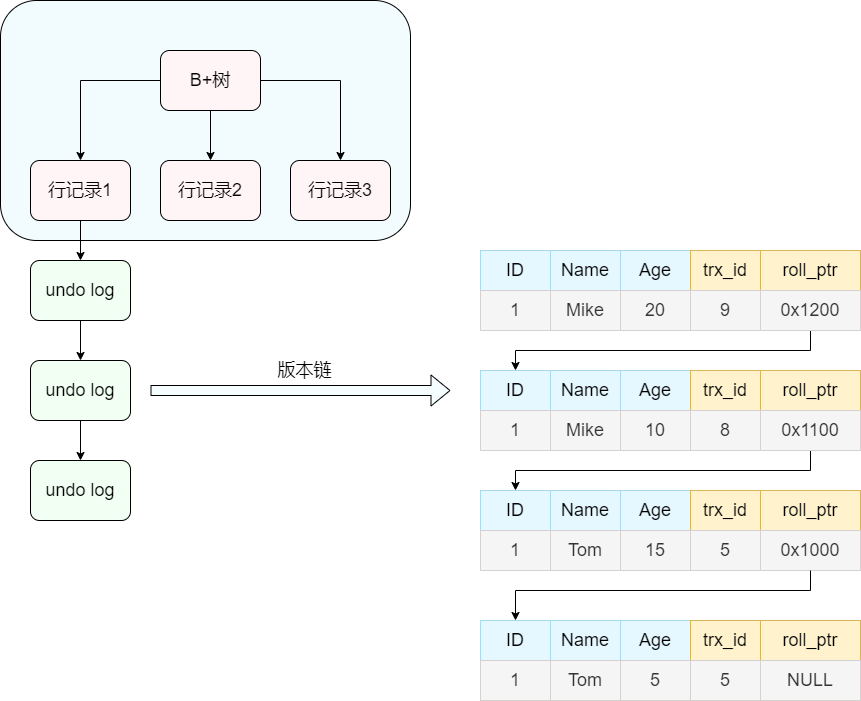 B+树
行记录1 行记录2 行记录3
undo log
undo log
undo log
版本链
ID Name Age trx_id roll_ptr
1 Mike 20 9 0x1200
ID Name Age trx_id roll_ptr
1 Mike 10 8 0x1100
ID Name Age trx_id roll_ptr
1 Tom 15 5 0x1000
ID Name Age trx_id roll_ptr
1 Tom 5 5 NULL